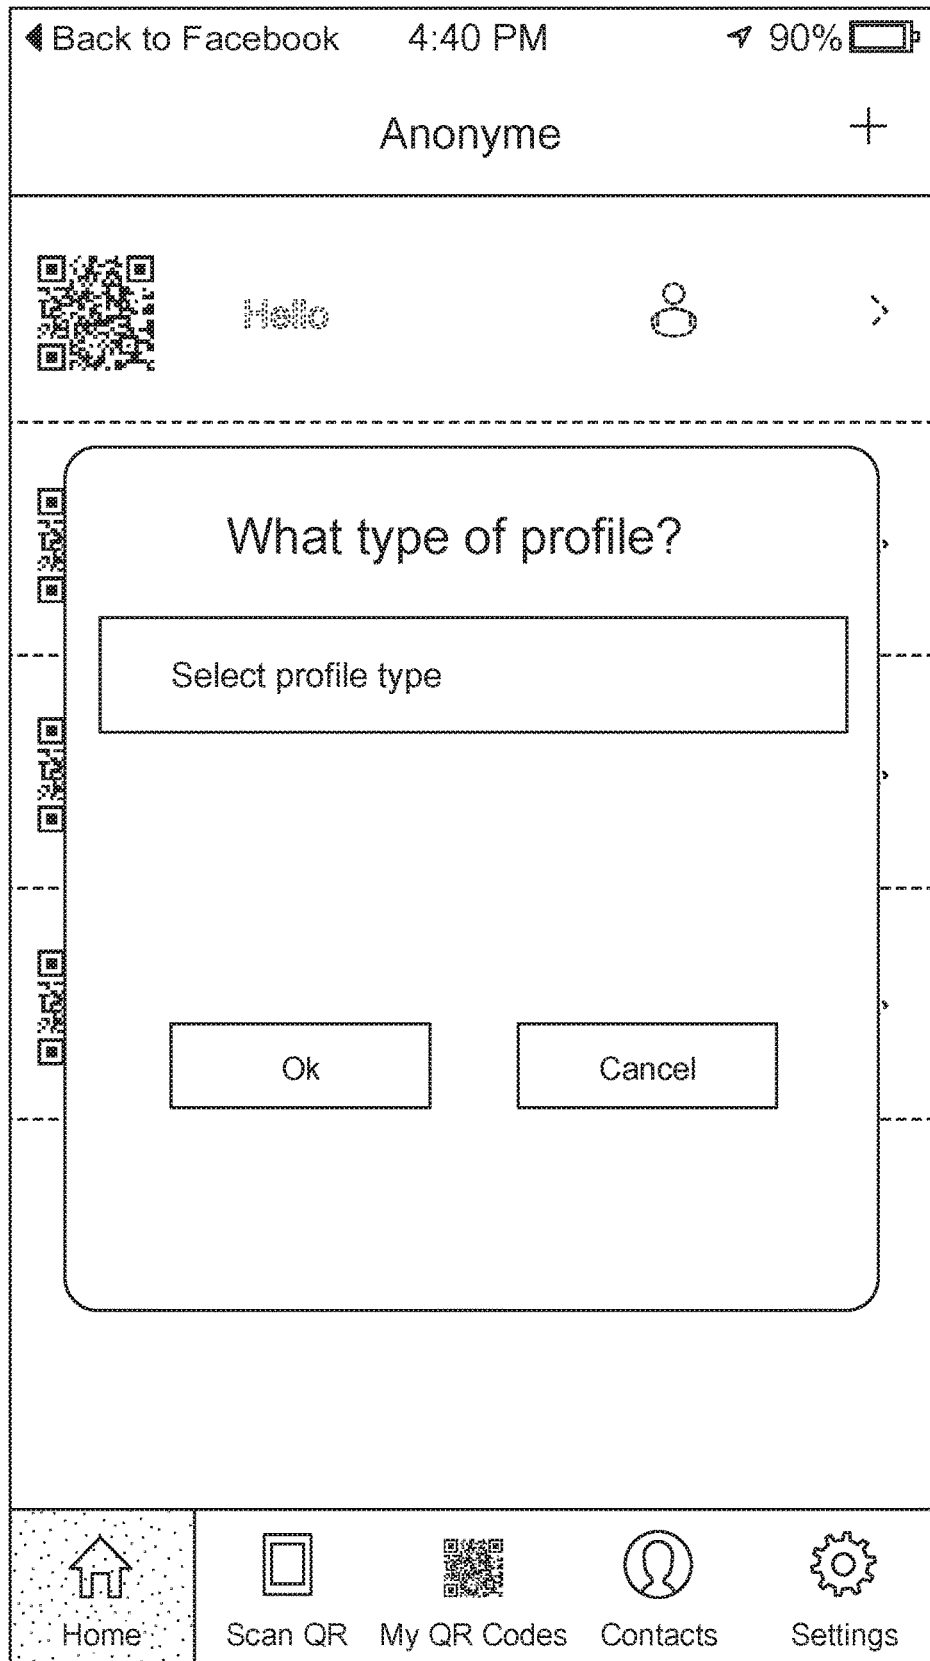 Back to Facebook 4:40 PM 90%
Anonyme +
Hello
What type of profile?
Select profile type
Ok Cancel
Home Scan QR My QR Codes Contacts Settings